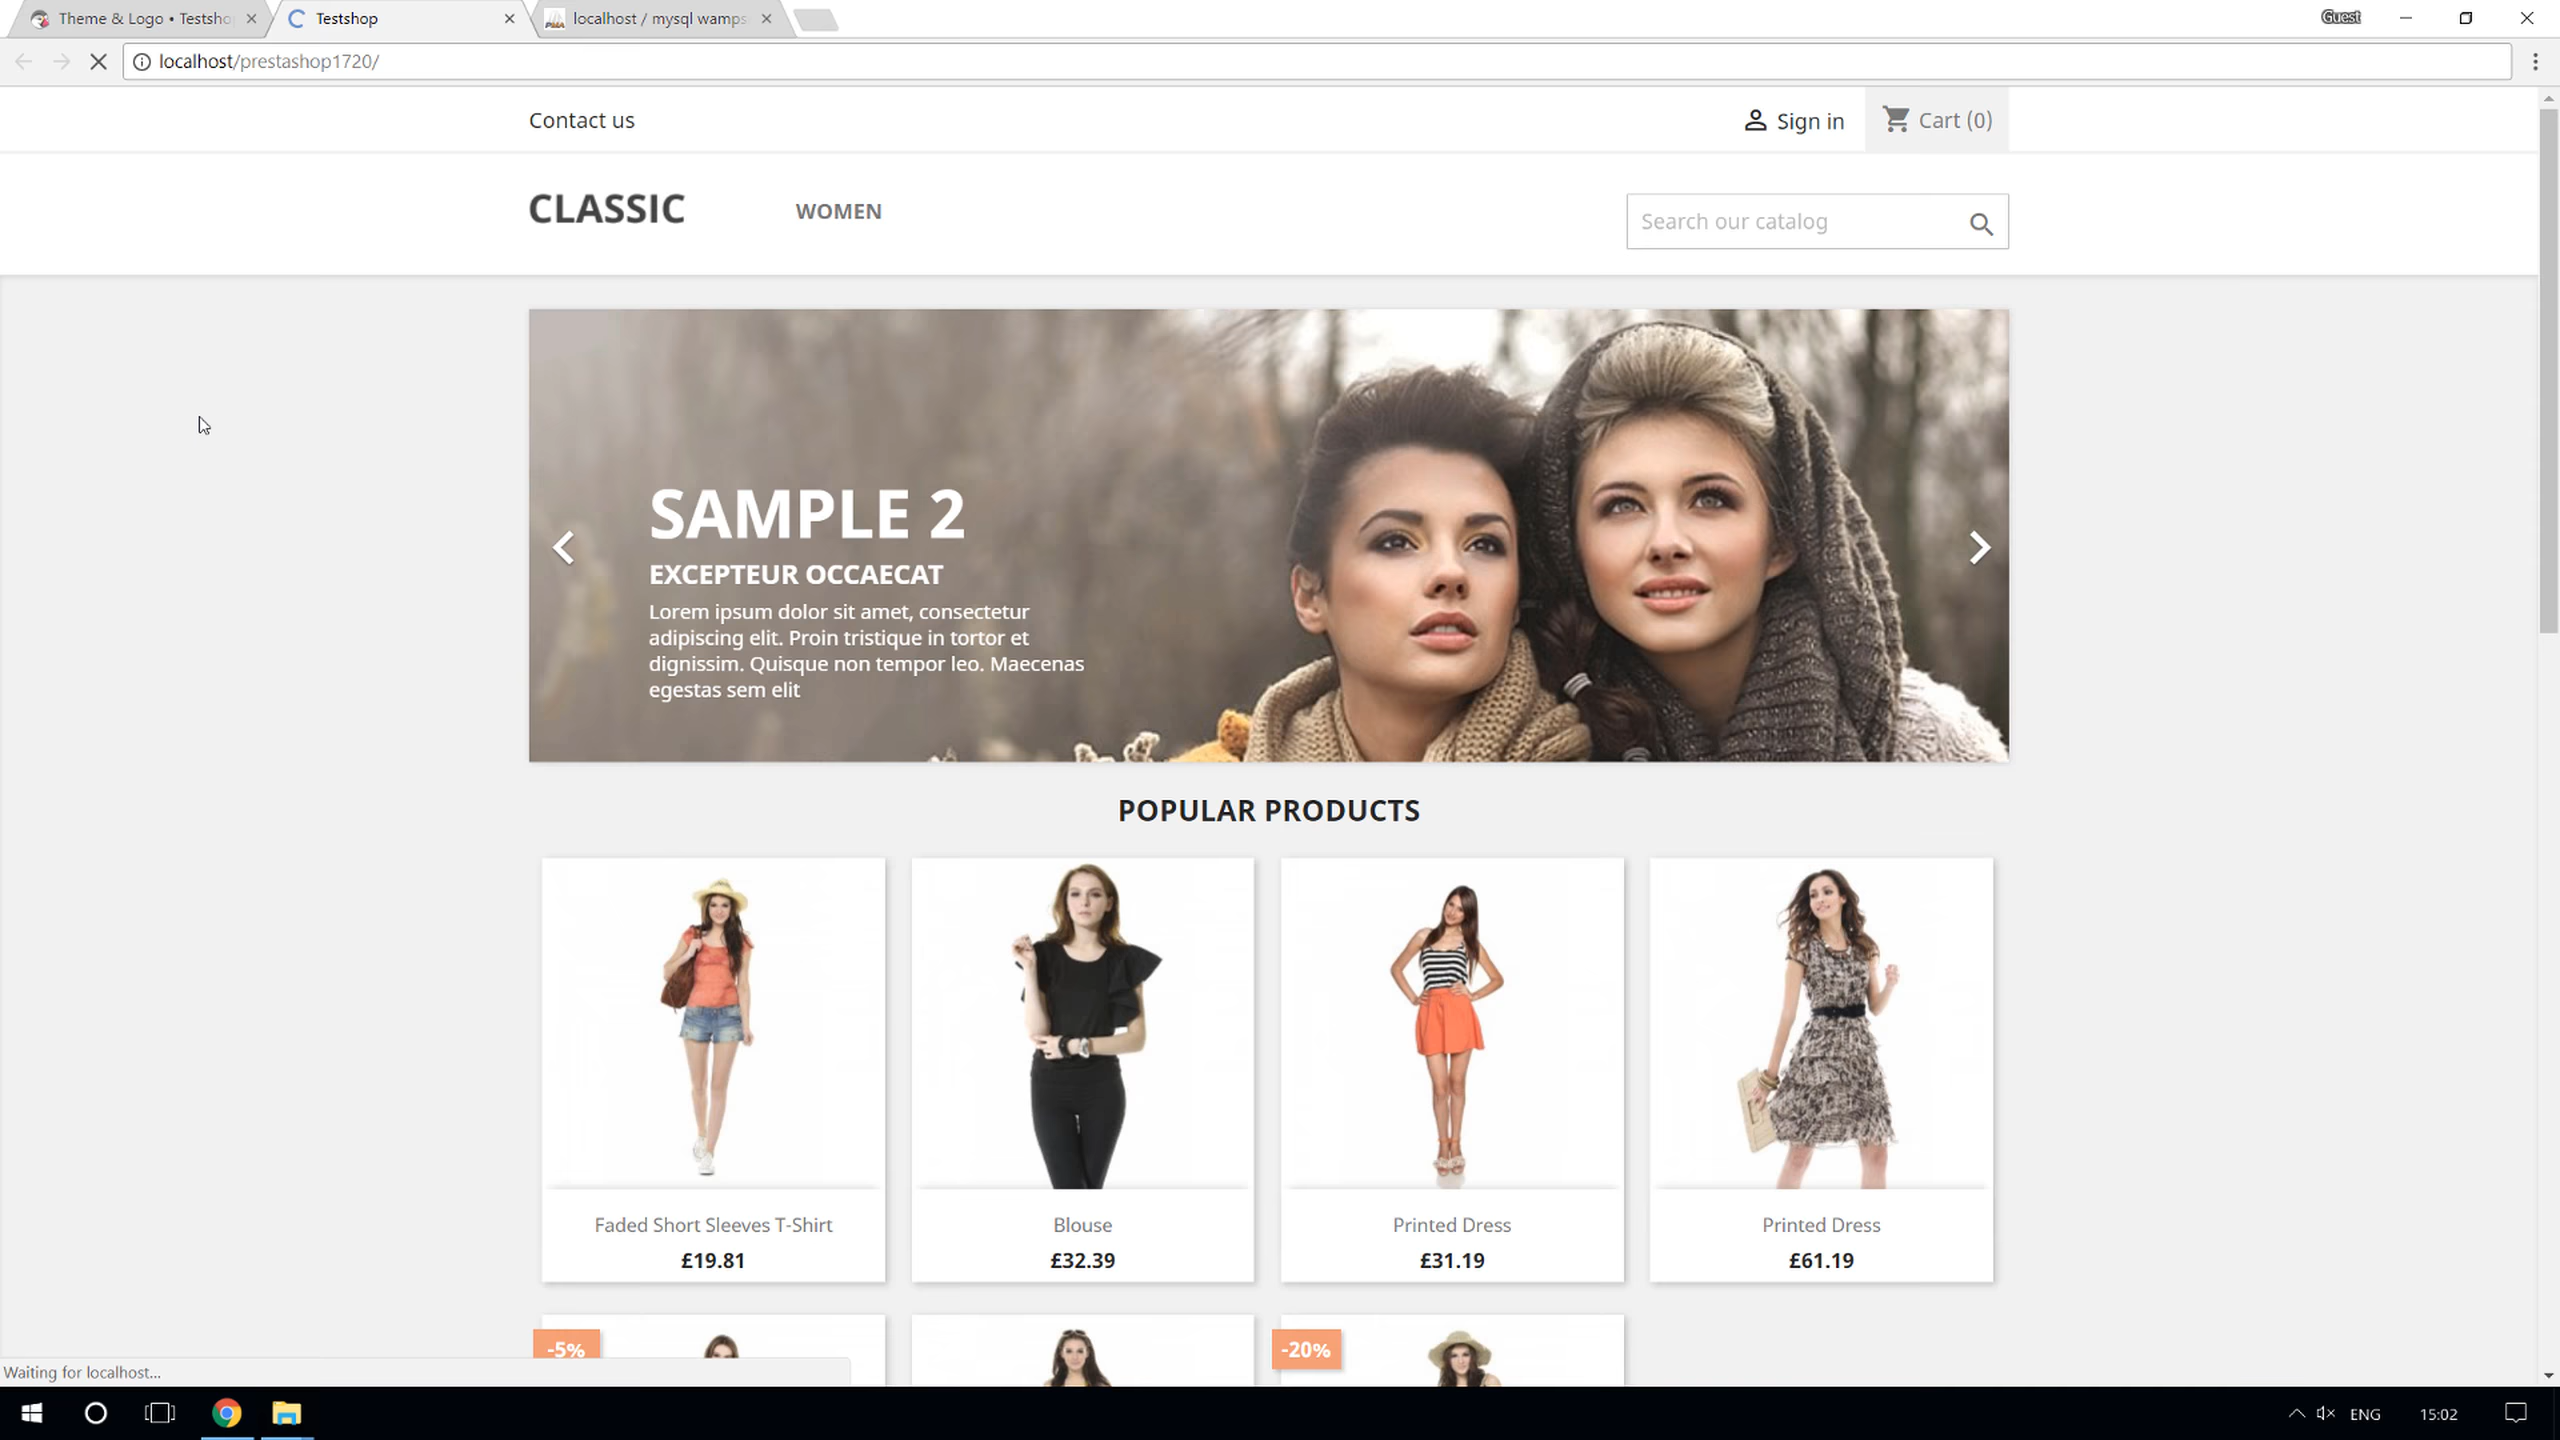 Theme & Logo • Testsho
Testshop
localhost / mysql wamps
Guest
localhost/prestashop1720/
Contact us
Sign in
Cart (0)
CLASSIC
WOMEN
Search our catalog
SAMPLE 2
EXCEPTEUR OCCAECAT
Lorem ipsum dolor sit amet, consectetur
adipiscing elit. Proin tristique in tortor et
dignissim. Quisque non tempor leo. Maecenas
egestas sem elit
POPULAR PRODUCTS
Faded Short Sleeves T-Shirt
£19.81
Blouse
£32.39
Printed Dress
£31.19
Printed Dress
£61.19
-5%
-20%
Waiting for localhost...
ENG
15:02